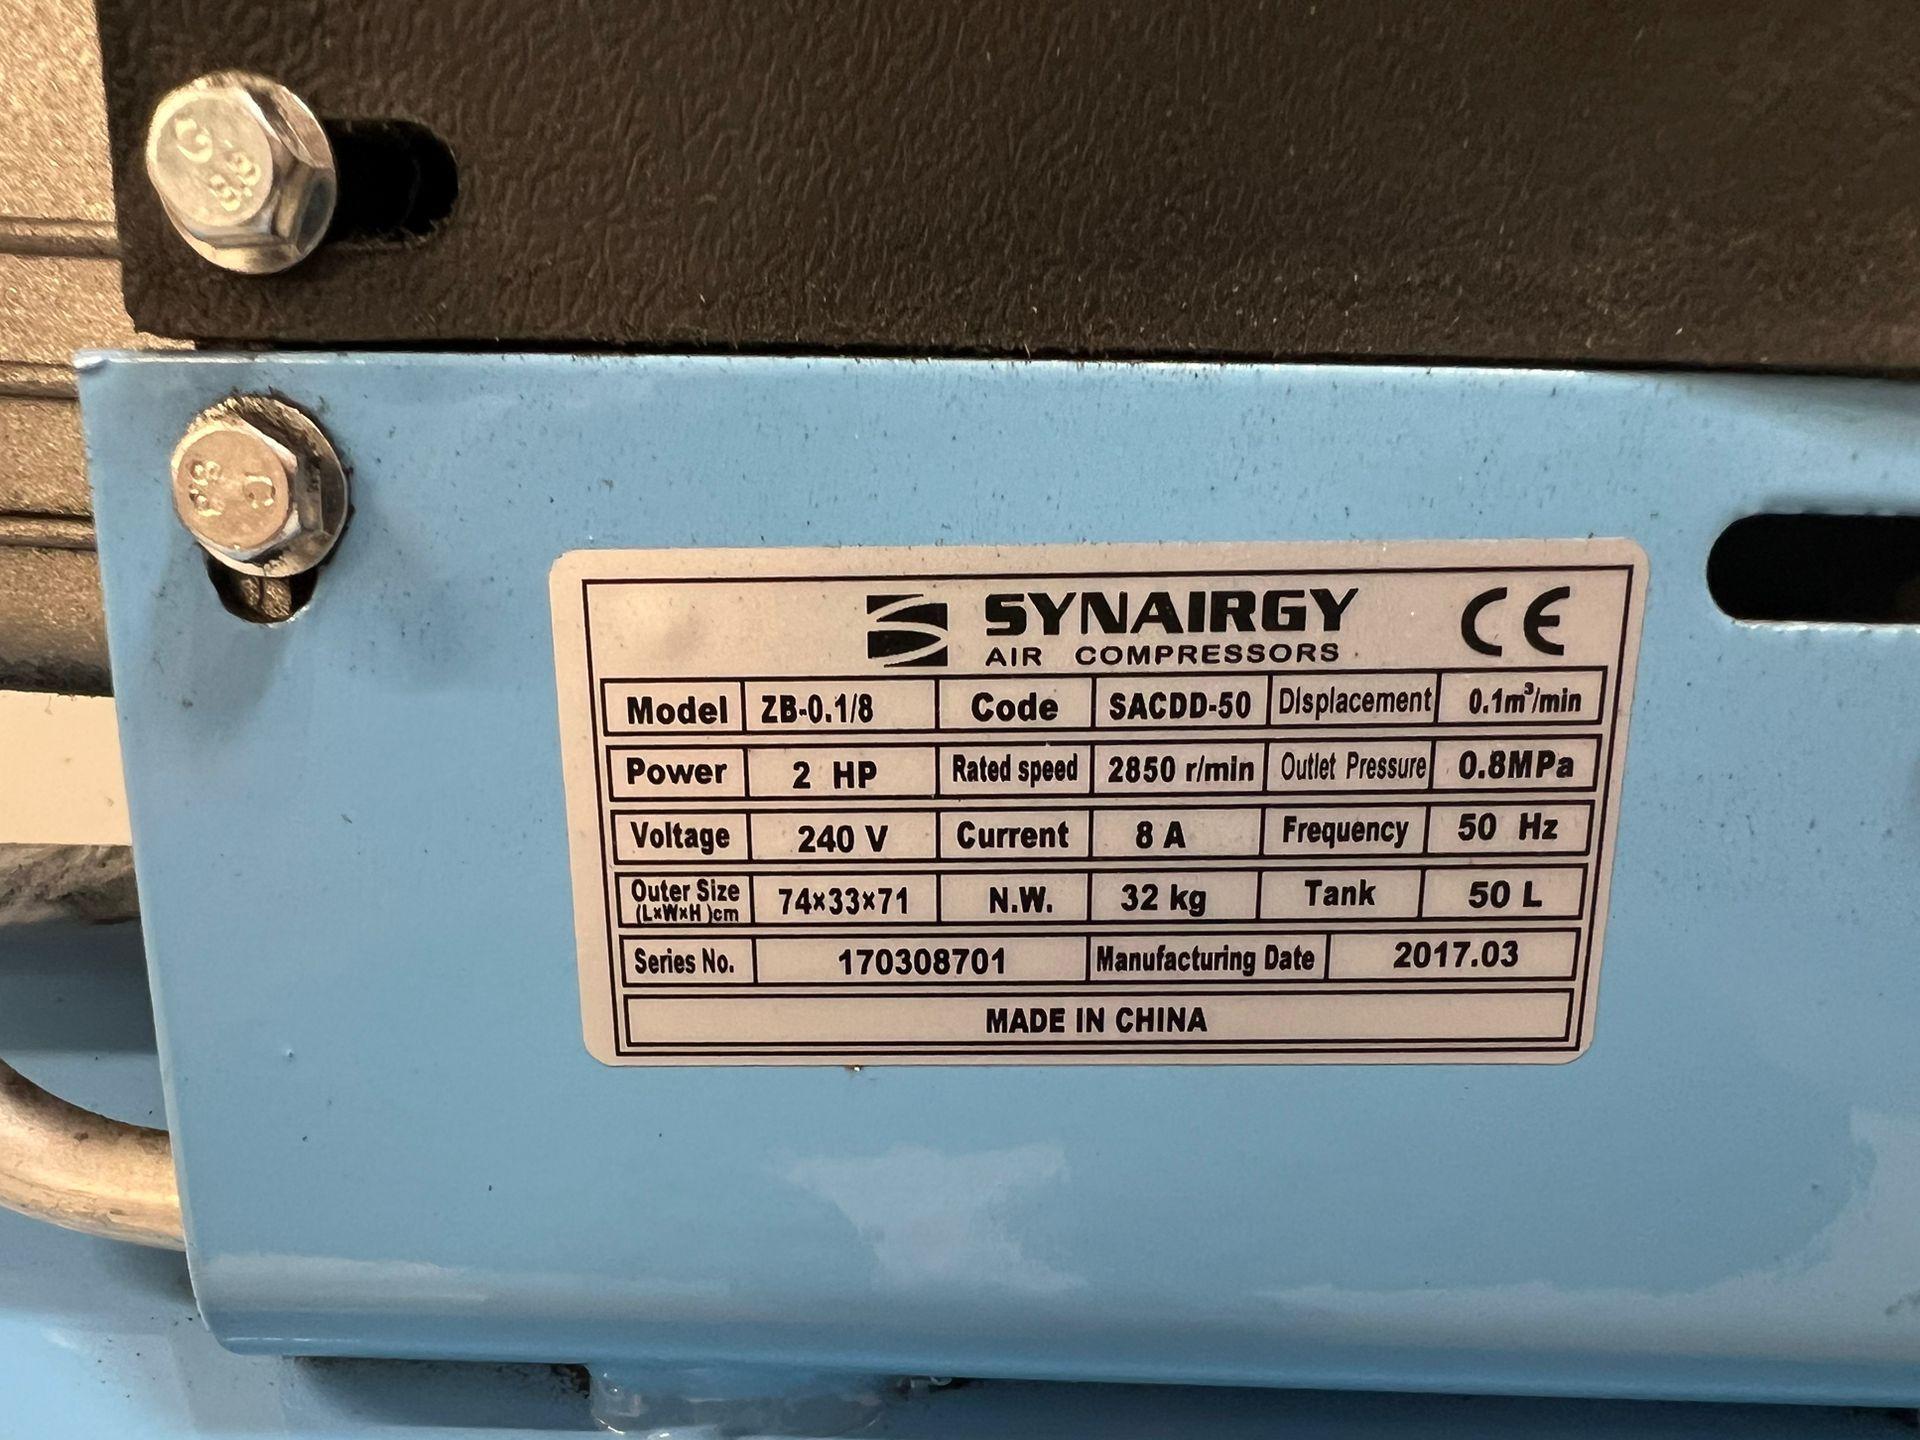 SYNAIRGY CE
AIR COMPRESSORS
Model ZB-0.1/8 Code SACDD-50 DIsplacement 0.1m³/min
Power 2 HP Rated speed 2850 r/min Outlet Pressure 0.8MPa
Voltage 240 V Current 8 A Frequency 50 Hz
Outer Size (L×W×H )cm 74×33×71 N.W. 32 kg Tank 50 L
Series No. 170308701 Manufacturing Date 2017.03
MADE IN CHINA